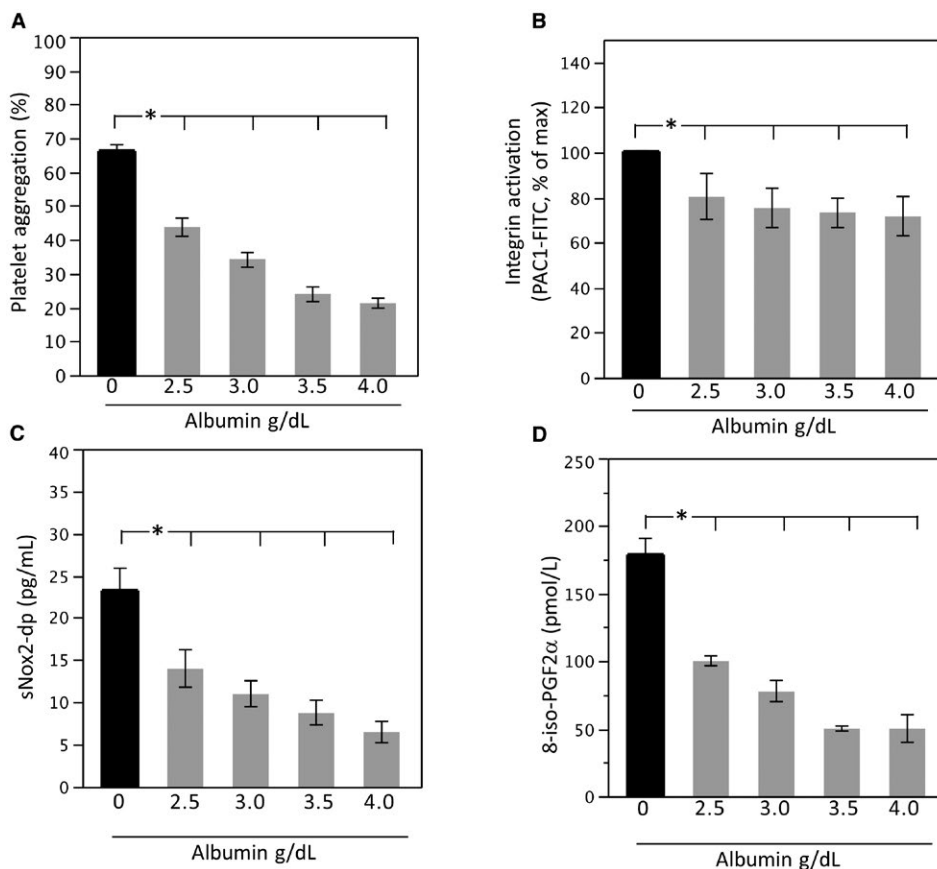 A
Platelet aggregation (%)
100
90
80
70
60
50
40
30
20
10
0
*
0 2.5 3.0 3.5 4.0
Albumin g/dL
B
Integrin activation
(PAC1-FITC, % of max)
140
120
100
80
60
40
20
0
*
0 2.5 3.0 3.5 4.0
Albumin g/dL
C
sNox2-dp (pg/mL)
40
35
30
25
20
15
10
5
0
*
0 2.5 3.0 3.5 4.0
Albumin g/dL
D
8-iso-PGF2α (pmol/L)
250
200
150
100
50
0
*
0 2.5 3.0 3.5 4.0
Albumin g/dL